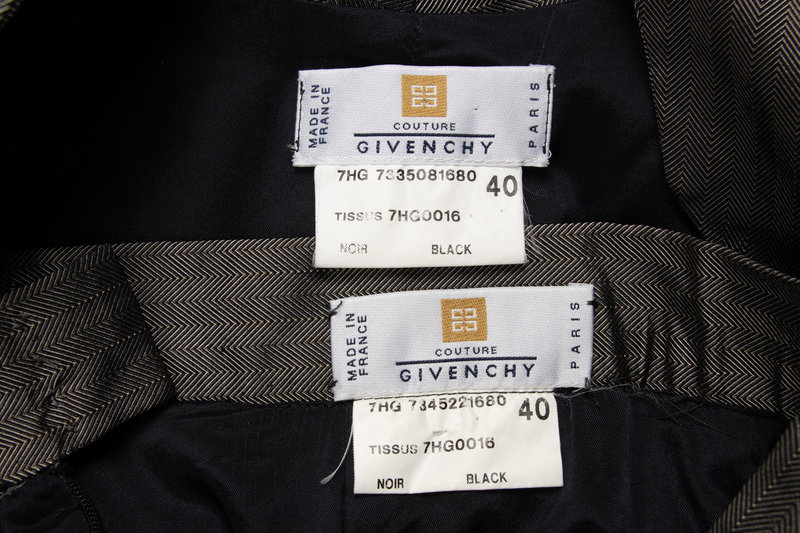 MADE IN
FRANCE
COUTURE
GIVENCHY
PARIS
7HG 7335081680 40
TISSUS 7HG0016
NOIR BLACK
MADE IN
FRANCE
COUTURE
GIVENCHY
PARIS
7HG 7345221680 40
TISSUS 7HG0016
NOIR BLACK